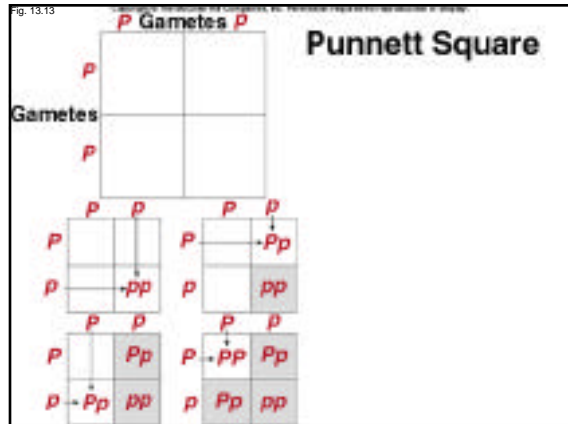 Fig. 13.13
P Gametes P
Punnett Square
P
Gametes
P
P p P p
P P Pp
p pp p pp
P p P p
P Pp P PP Pp
p Pp pp p Pp pp